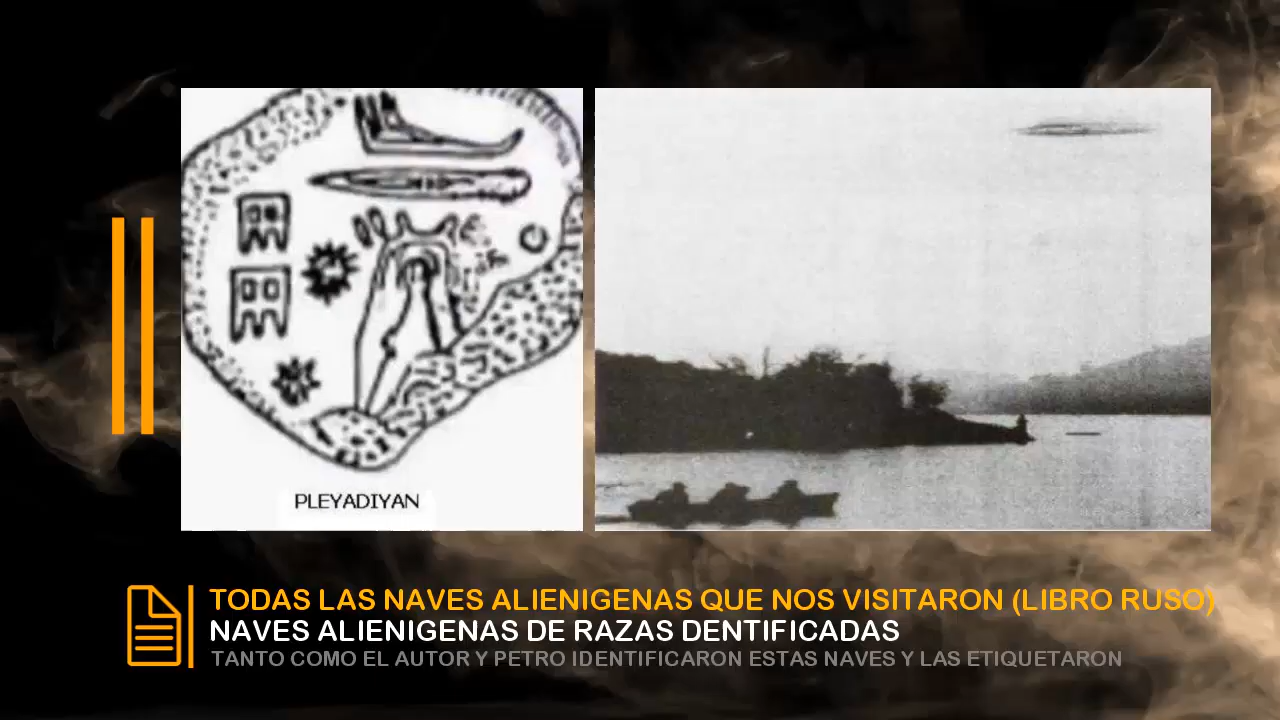 PLEYADIYAN
TODAS LAS NAVES ALIENIGENAS QUE NOS VISITARON (LIBRO RUSO)
NAVES ALIENIGENAS DE RAZAS DENTIFICADAS
TANTO COMO EL AUTOR Y PETRO IDENTIFICARON ESTAS NAVES Y LAS ETIQUETARON